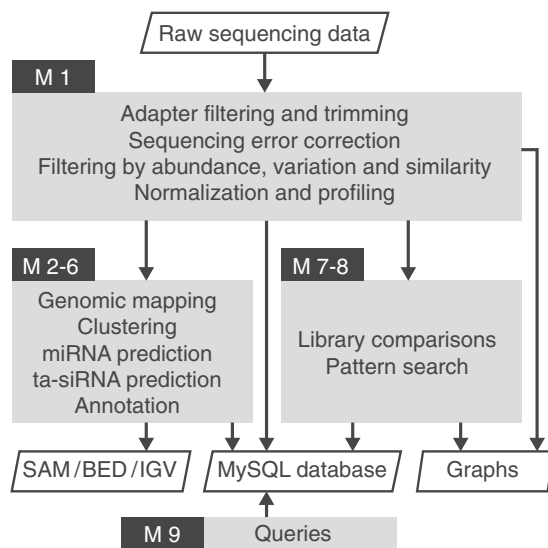 Raw sequencing data
M 1
Adapter filtering and trimming
Sequencing error correction
Filtering by abundance, variation and similarity
Normalization and profiling
M 2-6
Genomic mapping
Clustering
miRNA prediction
ta-siRNA prediction
Annotation
M 7-8
Library comparisons
Pattern search
SAM/BED/IGV
MySQL database
Graphs
M 9
Queries